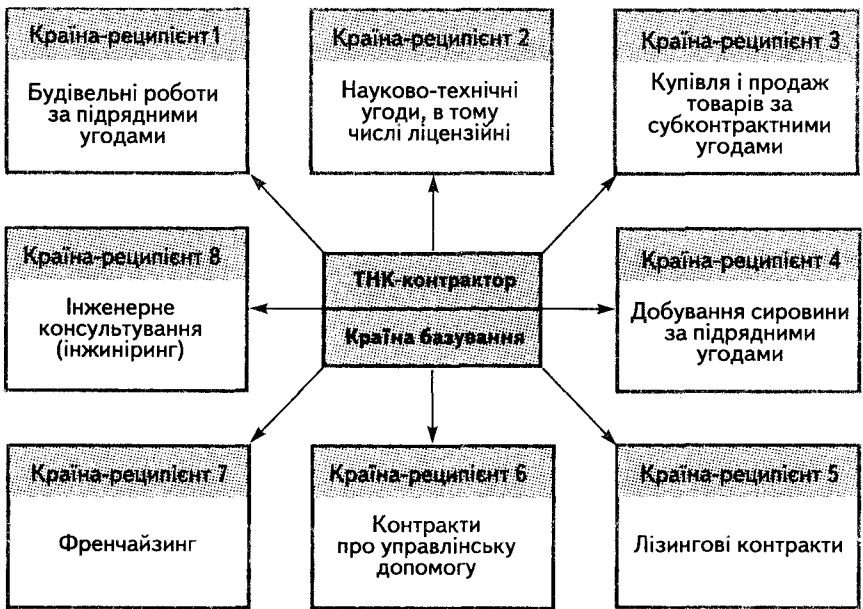 Країна-реципієнт 1
Будівельні роботи
за підрядними
угодами
Країна-реципієнт 2
Науково-технічні
угоди, в тому
числі ліцензійні
Країна-реципієнт 3
Купівля і продаж
товарів за
субконтрактними
угодами
Країна-реципієнт 8
Інженерне
консультування
(інжиніринг)
ТНК-контрактор
Країна базування
Країна-реципієнт 4
Добування сировини
за підрядними
угодами
Країна-реципієнт 7
Френчайзинг
Країна-реципієнт 6
Контракти
про управлінську
допомогу
Країна-реципієнт 5
Лізингові контракти